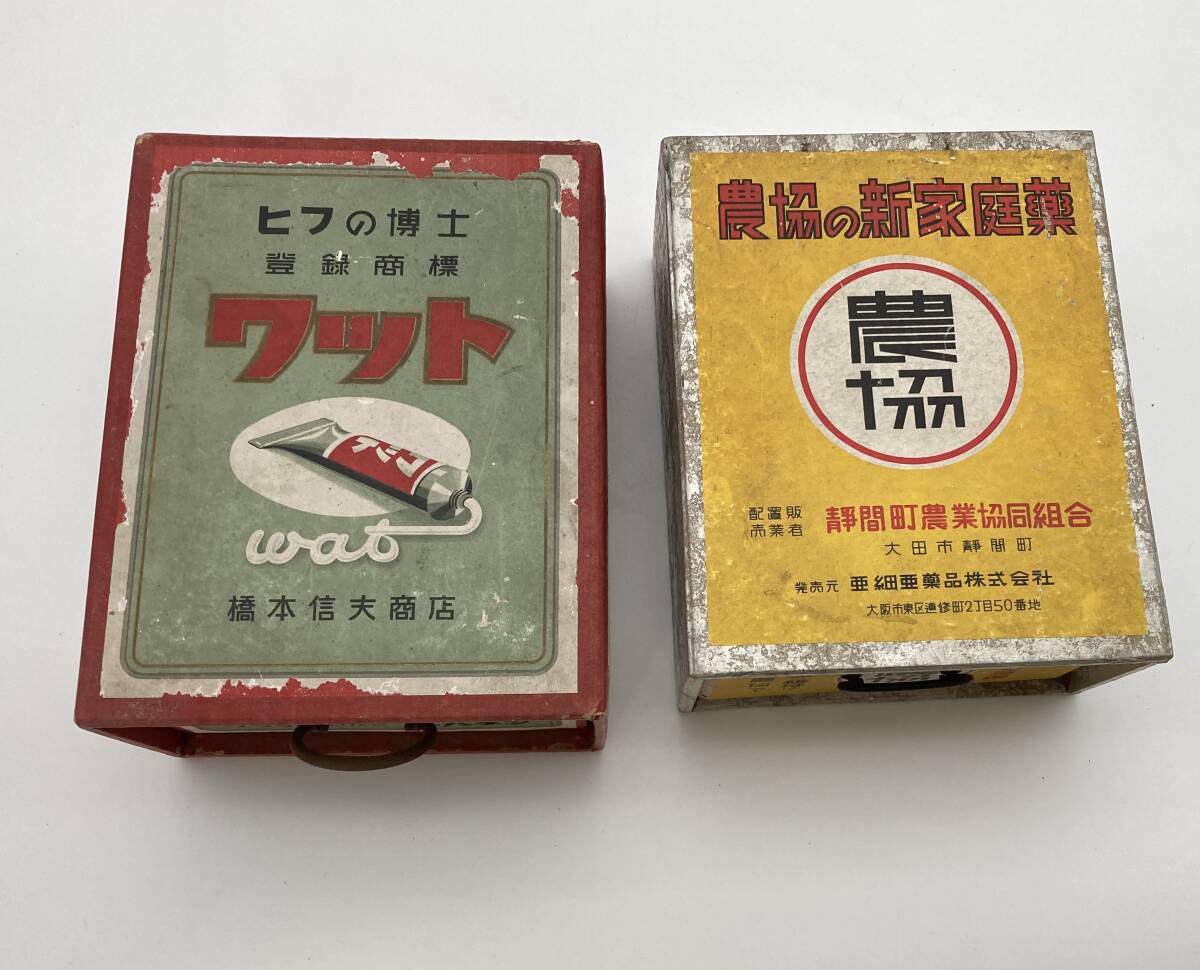 ヒフの博士
登録商標
ワット
wat
橋本信夫商店
農協の新家庭薬
農
協
配置販
売業者
靜間町農業協同組合
大田市靜間町
発売元 亜細亜薬品株式会社
大阪市東区道修町2丁目50番地